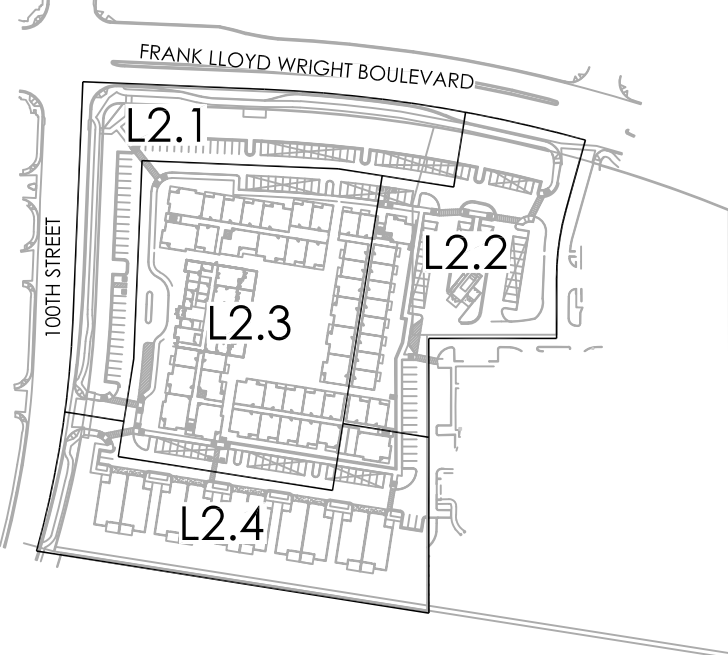 FRANK LLOYD WRIGHT BOULEVARD
L2.1
100TH STREET
L2.2
L2.3
L2.4